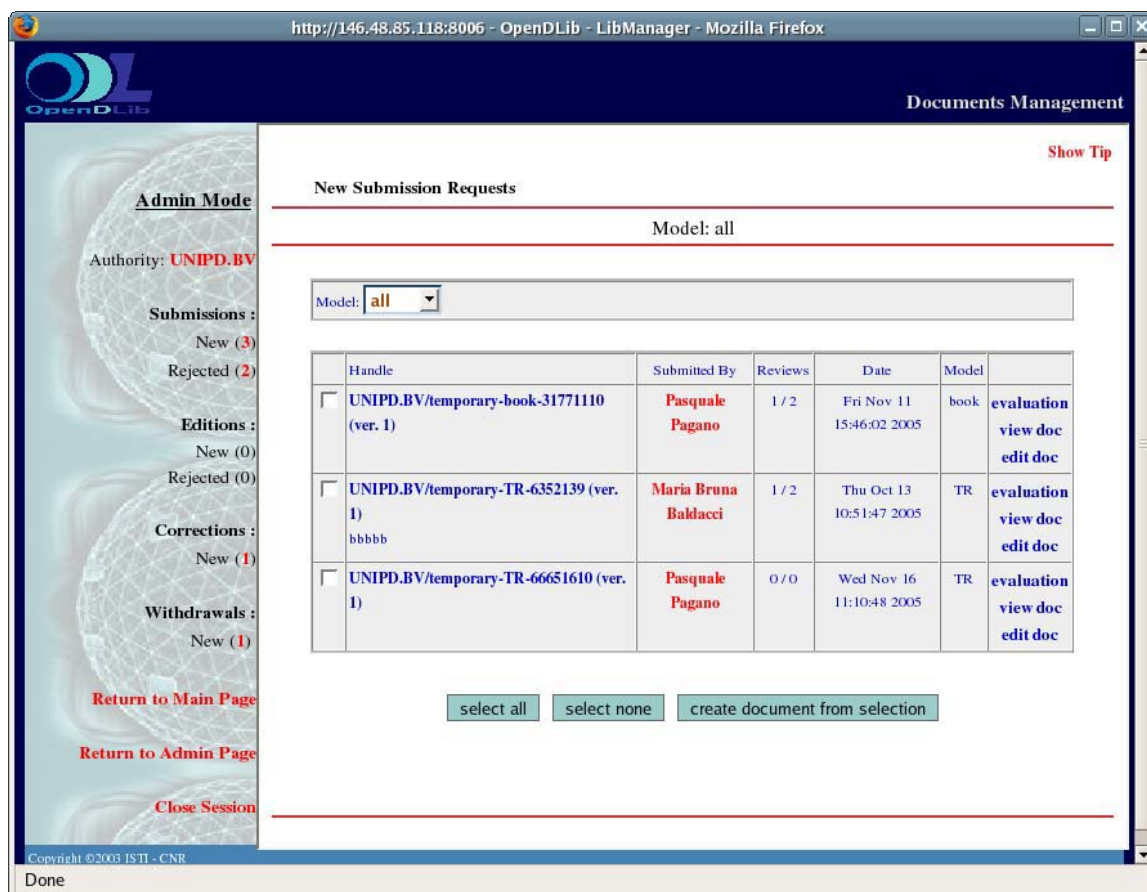 http://146.48.85.118:8006 - OpenDLib - LibManager - Mozilla Firefox
OpenDLib
Documents Management
Show Tip
Admin Mode
Authority: UNIPD.BV
Submissions :
New (3)
Rejected (2)
Editions :
New (0)
Rejected (0)
Corrections :
New (1)
Withdrawals :
New (1)
Return to Main Page
Return to Admin Page
Close Session
New Submission Requests
Model: all
Model: all
Handle Submitted By Reviews Date Model
UNIPD.BV/temporary-book-31771110 (ver. 1) Pasquale Pagano 1 / 2 Fri Nov 11 15:46:02 2005 book evaluation view doc edit doc
UNIPD.BV/temporary-TR-6352139 (ver. 1) bbbbb Maria Bruna Baldacci 1 / 2 Thu Oct 13 10:51:47 2005 TR evaluation view doc edit doc
UNIPD.BV/temporary-TR-66651610 (ver. 1) Pasquale Pagano 0 / 0 Wed Nov 16 11:10:48 2005 TR evaluation view doc edit doc
select all select none create document from selection
Copyright ©2003 ISTI - CNR
Done